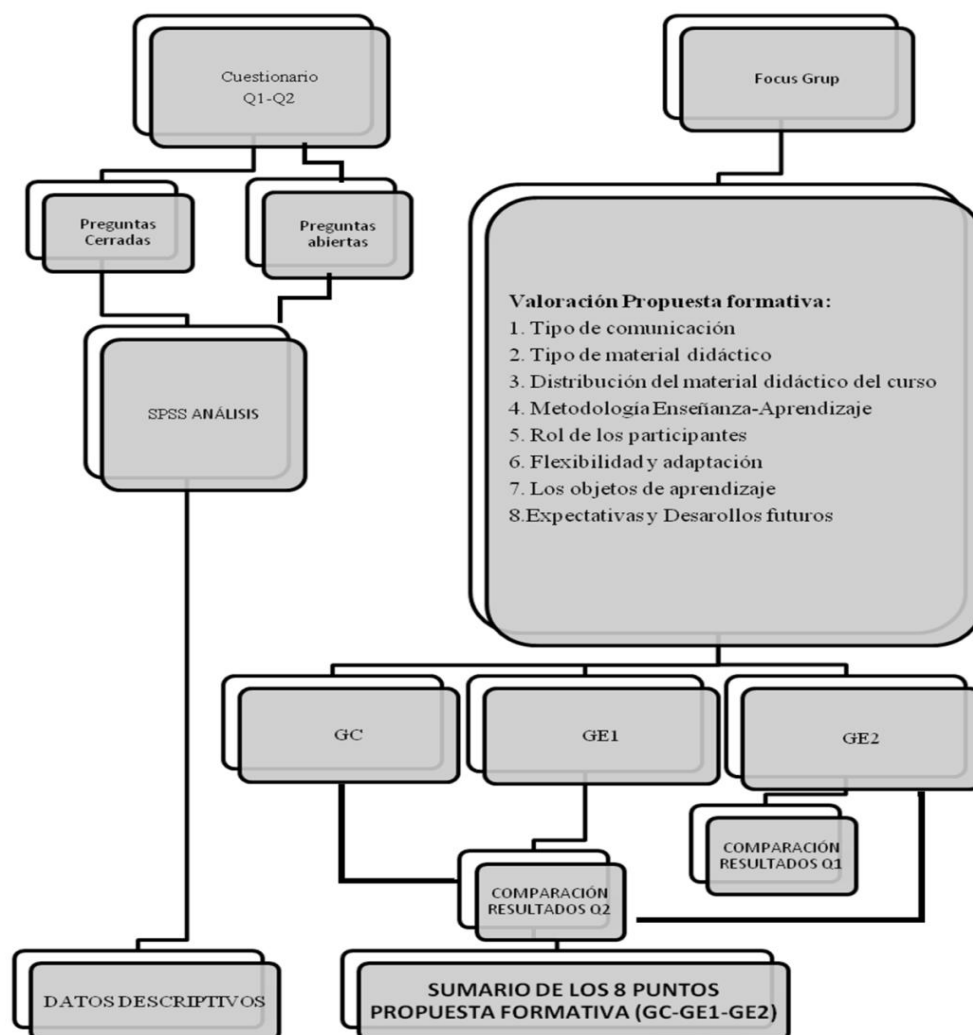 Cuestionario
Q1-Q2
Focus Grup
Preguntas
Cerradas
Preguntas
abiertas
Valoración Propuesta formativa:
1. Tipo de comunicación
2. Tipo de material didáctico
3. Distribución del material didáctico del curso
4. Metodología Enseñanza-Aprendizaje
5. Rol de los participantes
6. Flexibilidad y adaptación
7. Los objetos de aprendizaje
8.Expectativas y Desarollos futuros
SPSS ANÁLISIS
GC
GE1
GE2
COMPARACIÓN
RESULTADOS Q1
COMPARACIÓN
RESULTADOS Q2
DATOS DESCRIPTIVOS
SUMARIO DE LOS 8 PUNTOS
PROPUESTA FORMATIVA (GC-GE1-GE2)